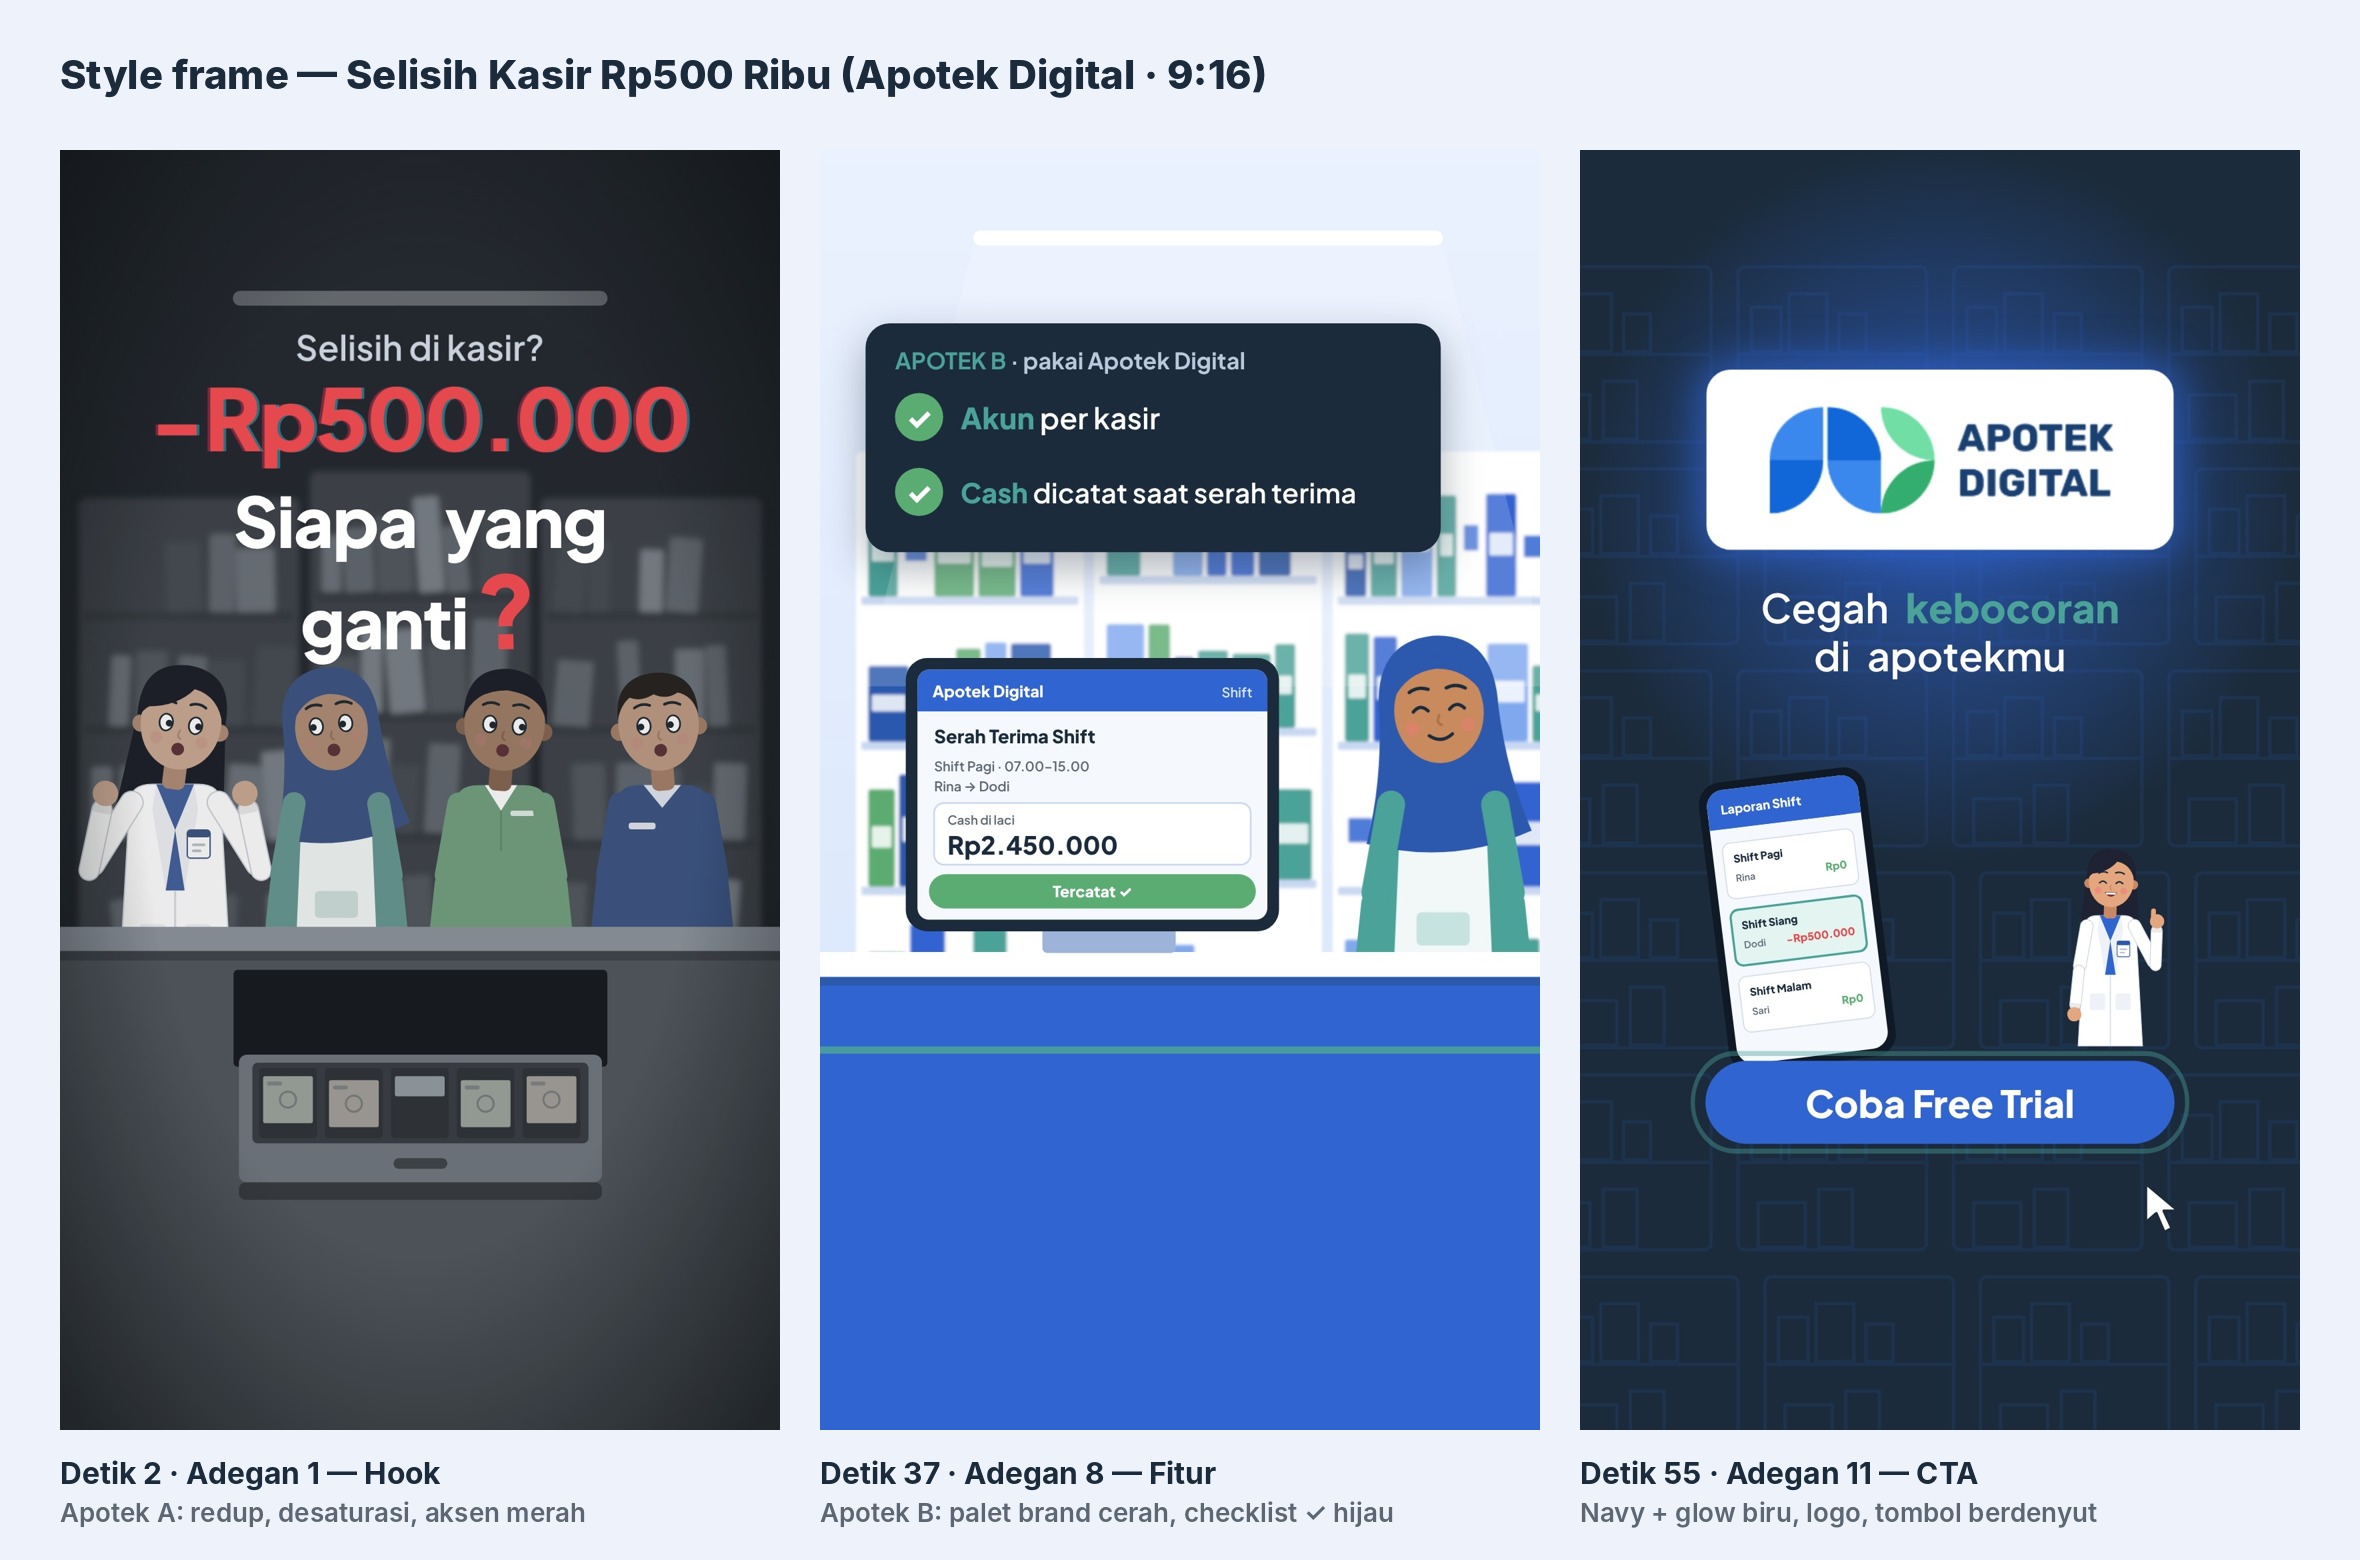 Style frame — Selisih Kasir Rp500 Ribu (Apotek Digital · 9:16)
Selisih di kasir?
-Rp500.000
Siapa yang
ganti ?
APOTEK B · pakai Apotek Digital
✓ Akun per kasir
✓ Cash dicatat saat serah terima
Apotek Digital Shift
Serah Terima Shift
Shift Pagi · 07.00–15.00
Rina → Dodi
Cash di laci
Rp2.450.000
Tercatat ✓
APOTEK
DIGITAL
Cegah kebocoran
di apotekmu
Laporan Shift
Shift Pagi
Rina Rp0
Shift Siang
Dodi -Rp500.000
Shift Malam
Sari Rp0
Coba Free Trial
Detik 2 · Adegan 1 — Hook
Apotek A: redup, desaturasi, aksen merah
Detik 37 · Adegan 8 — Fitur
Apotek B: palet brand cerah, checklist ✓ hijau
Detik 55 · Adegan 11 — CTA
Navy + glow biru, logo, tombol berdenyut